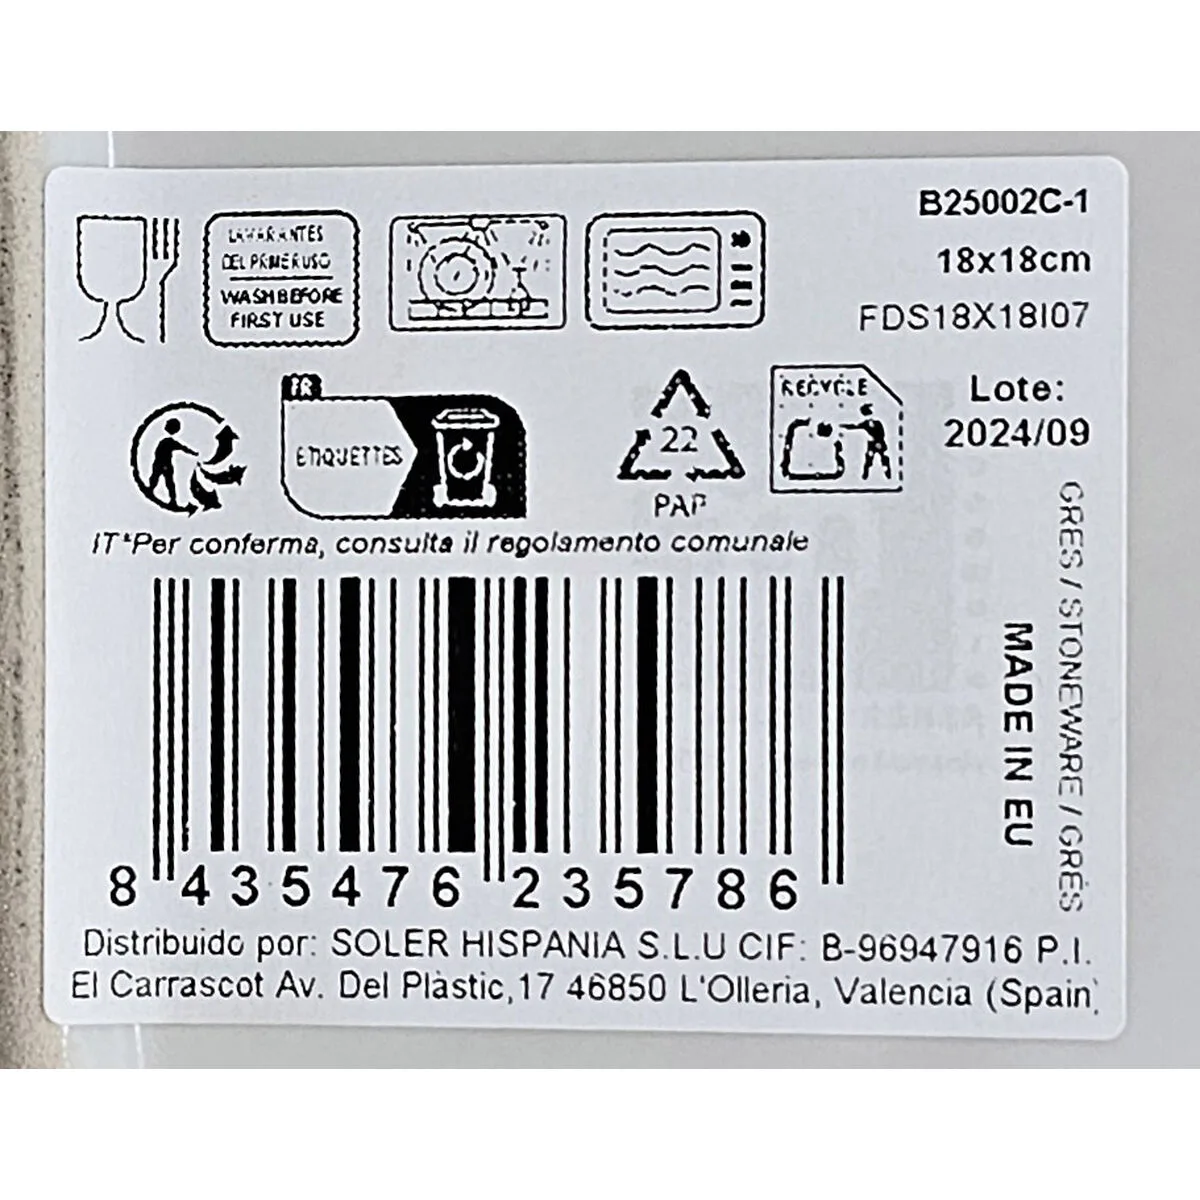 B25002C-1
18x18cm
FDS18X18I07
LAVAR ANTES
DEL PRIMER USO
WASH BEFORE
FIRST USE
FR
ETIQUETTES
22
PAP
RECYCLE
Lote:
2024/09
IT*Per conferma, consulta il regolamento comunale
GRES / STONEWARE / GRÈS
MADE IN EU
8 435476 235786
Distribuido por: SOLER HISPANIA S.L.U CIF: B-96947916 P.I.
El Carrascot Av. Del Plàstic,17 46850 L'Olleria, Valencia (Spain)